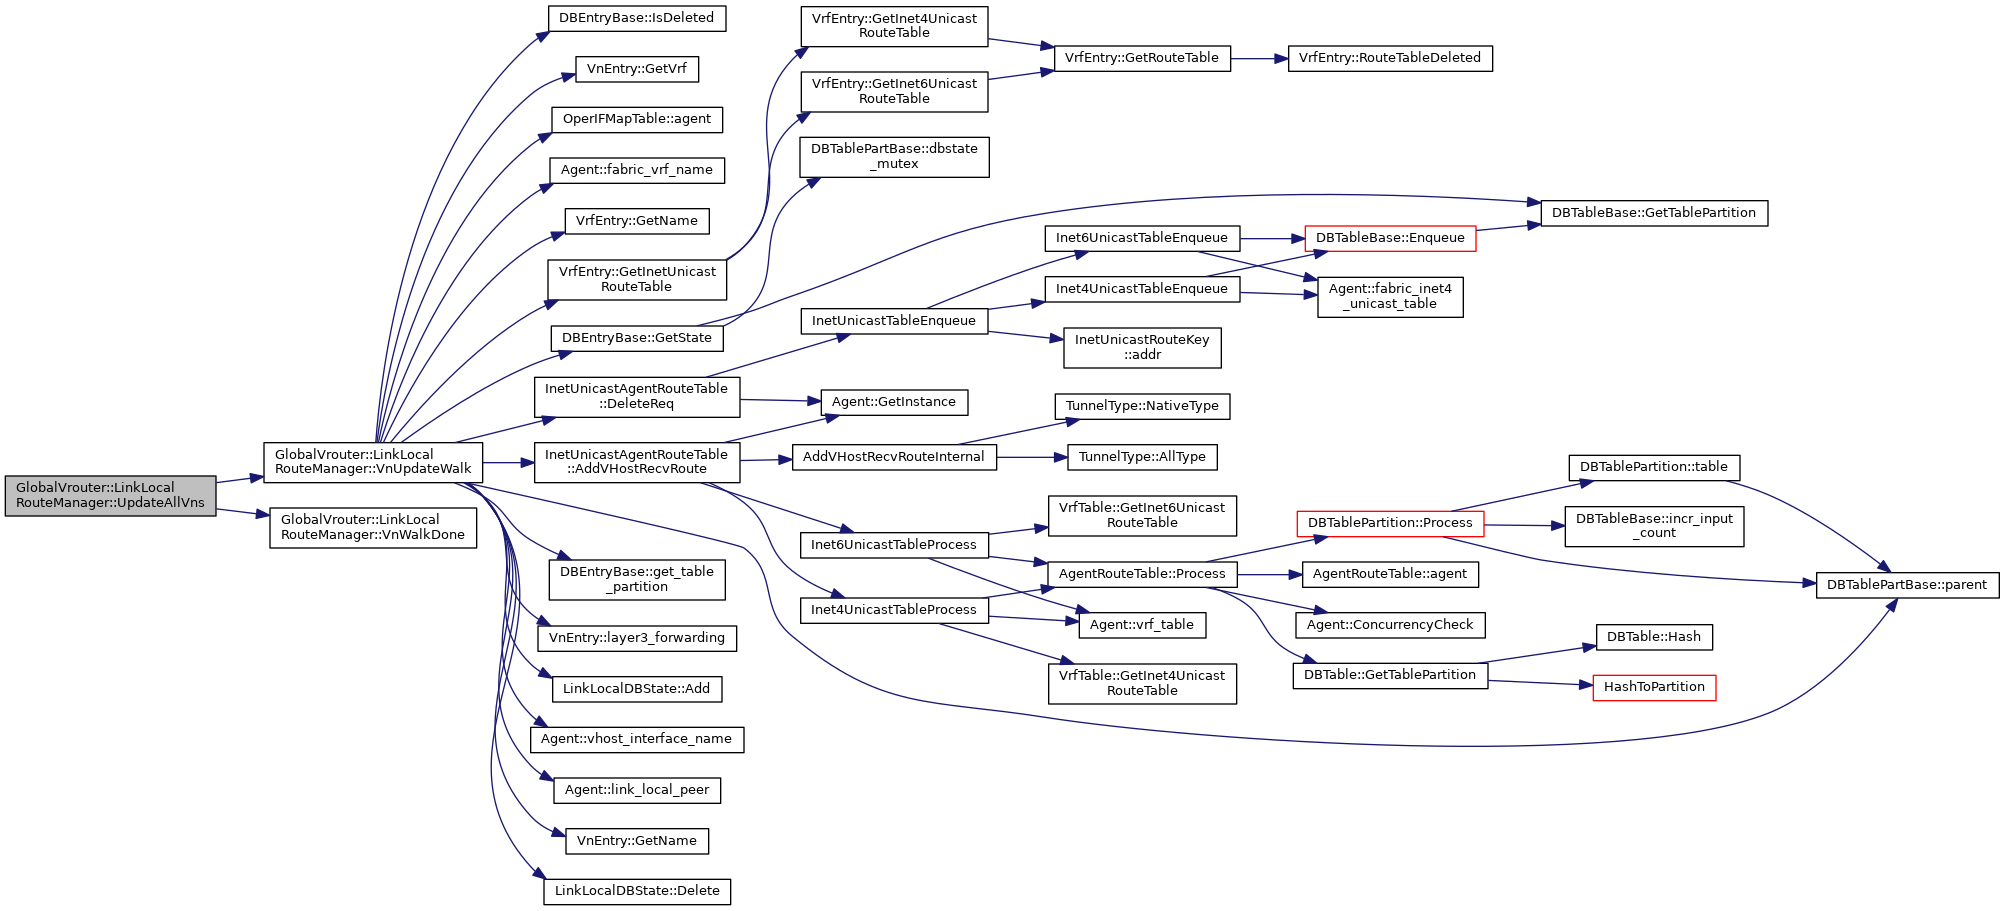 GlobalVrouter::LinkLocal
RouteManager::UpdateAllVns
GlobalVrouter::LinkLocal
RouteManager::VnUpdateWalk
GlobalVrouter::LinkLocal
RouteManager::VnWalkDone
DBEntryBase::IsDeleted
VnEntry::GetVrf
OperIFMapTable::agent
Agent::fabric_vrf_name
VrfEntry::GetName
VrfEntry::GetInetUnicast
RouteTable
DBEntryBase::GetState
InetUnicastAgentRouteTable
::DeleteReq
InetUnicastAgentRouteTable
::AddVHostRecvRoute
DBEntryBase::get_table
_partition
VnEntry::layer3_forwarding
LinkLocalDBState::Add
Agent::vhost_interface_name
Agent::link_local_peer
VnEntry::GetName
LinkLocalDBState::Delete
VrfEntry::GetInet4Unicast
RouteTable
VrfEntry::GetInet6Unicast
RouteTable
DBTablePartBase::dbstate
_mutex
InetUnicastTableEnqueue
Agent::GetInstance
AddVHostRecvRouteInternal
Inet6UnicastTableProcess
Inet4UnicastTableProcess
VrfEntry::GetRouteTable
Inet6UnicastTableEnqueue
Inet4UnicastTableEnqueue
InetUnicastRouteKey
::addr
TunnelType::NativeType
TunnelType::AllType
VrfTable::GetInet6Unicast
RouteTable
AgentRouteTable::Process
Agent::vrf_table
VrfTable::GetInet4Unicast
RouteTable
VrfEntry::RouteTableDeleted
DBTableBase::Enqueue
Agent::fabric_inet4
_unicast_table
DBTablePartition::Process
AgentRouteTable::agent
Agent::ConcurrencyCheck
DBTable::GetTablePartition
DBTableBase::GetTablePartition
DBTablePartition::table
DBTableBase::incr_input
_count
DBTable::Hash
HashToPartition
DBTablePartBase::parent